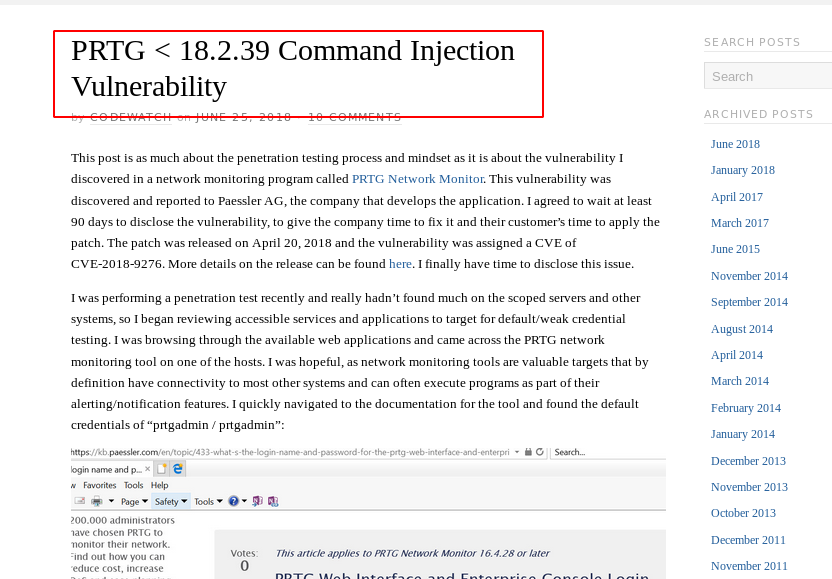 PRTG < 18.2.39 Command Injection
Vulnerability
by CODEWATCH on JUNE 25, 2018 · 10 COMMENTS
This post is as much about the penetration testing process and mindset as it is about the vulnerability I
discovered in a network monitoring program called PRTG Network Monitor. This vulnerability was
discovered and reported to Paessler AG, the company that develops the application. I agreed to wait at least
90 days to disclose the vulnerability, to give the company time to fix it and their customer's time to apply the
patch. The patch was released on April 20, 2018 and the vulnerability was assigned a CVE of
CVE-2018-9276. More details on the release can be found here. I finally have time to disclose this issue.
I was performing a penetration test recently and really hadn't found much on the scoped servers and other
systems, so I began reviewing accessible services and applications to target for default/weak credential
testing. I was browsing through the available web applications and came across the PRTG network
monitoring tool on one of the hosts. I was hopeful, as network monitoring tools are valuable targets that by
definition have connectivity to most other systems and can often execute programs as part of their
alerting/notification features. I quickly navigated to the documentation for the tool and found the default
credentials of “prtgadmin / prtgadmin”:
https://kb.paessler.com/en/topic/433-what-s-the-login-name-and-password-for-the-prtg-web-interface-and-enterpri Search...
ogin name and p... ×
w Favorites Tools Help
Page Safety Tools
200.000 administrators
have chosen PRTG to
monitor their network.
Find out how you can
reduce cost, increase
Votes:
0
This article applies to PRTG Network Monitor 16.4.28 or later
PRTG Web Interface and Enterprise Console Login
SEARCH POSTS
Search
ARCHIVED POSTS
June 2018
January 2018
April 2017
March 2017
June 2015
November 2014
September 2014
August 2014
April 2014
March 2014
February 2014
January 2014
December 2013
November 2013
October 2013
December 2011
November 2011